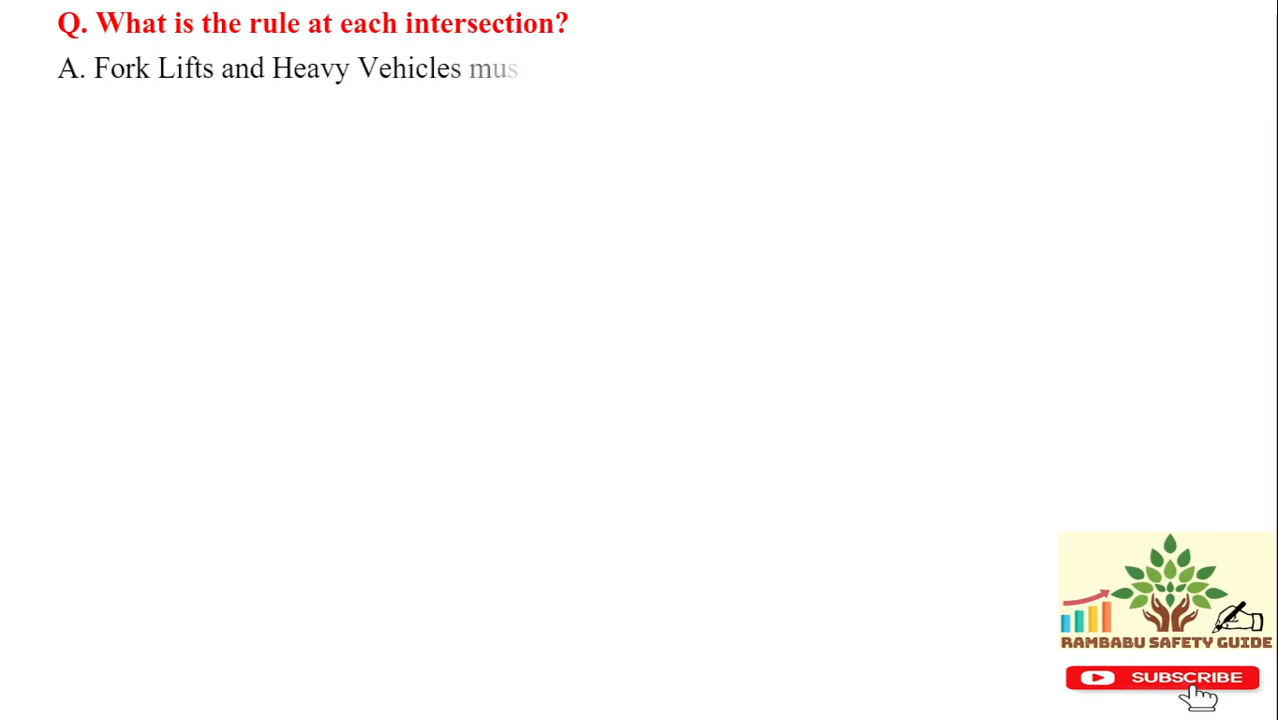 Q. What is the rule at each intersection?
A. Fork Lifts and Heavy Vehicles mus
RAMBABU SAFETY GUIDE
SUBSCRIBE